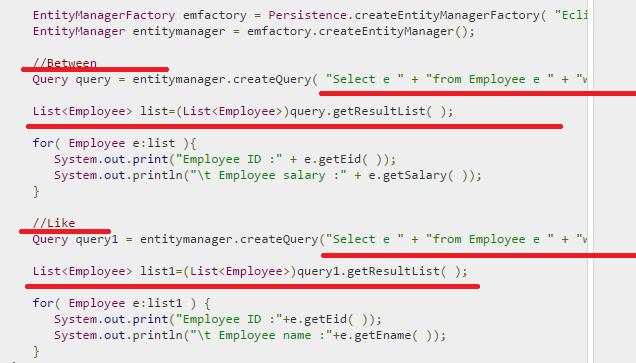 EntityManagerFactory emfactory = Persistence.createEntityManagerFactory( "Ecli
EntityManager entitymanager = emfactory.createEntityManager();
//Between
Query query = entitymanager.createQuery( "Select e " + "from Employee e " + "w
List<Employee> list=(List<Employee>)query.getResultList( );
for( Employee e:list ){
System.out.print("Employee ID :" + e.getEid( ));
System.out.println("\t Employee salary :" + e.getSalary( ));
}
//Like
Query query1 = entitymanager.createQuery("Select e " + "from Employee e " + "w
List<Employee> list1=(List<Employee>)query1.getResultList( );
for( Employee e:list1 ) {
System.out.print("Employee ID :"+e.getEid( ));
System.out.println("\t Employee name :"+e.getEname( ));
}